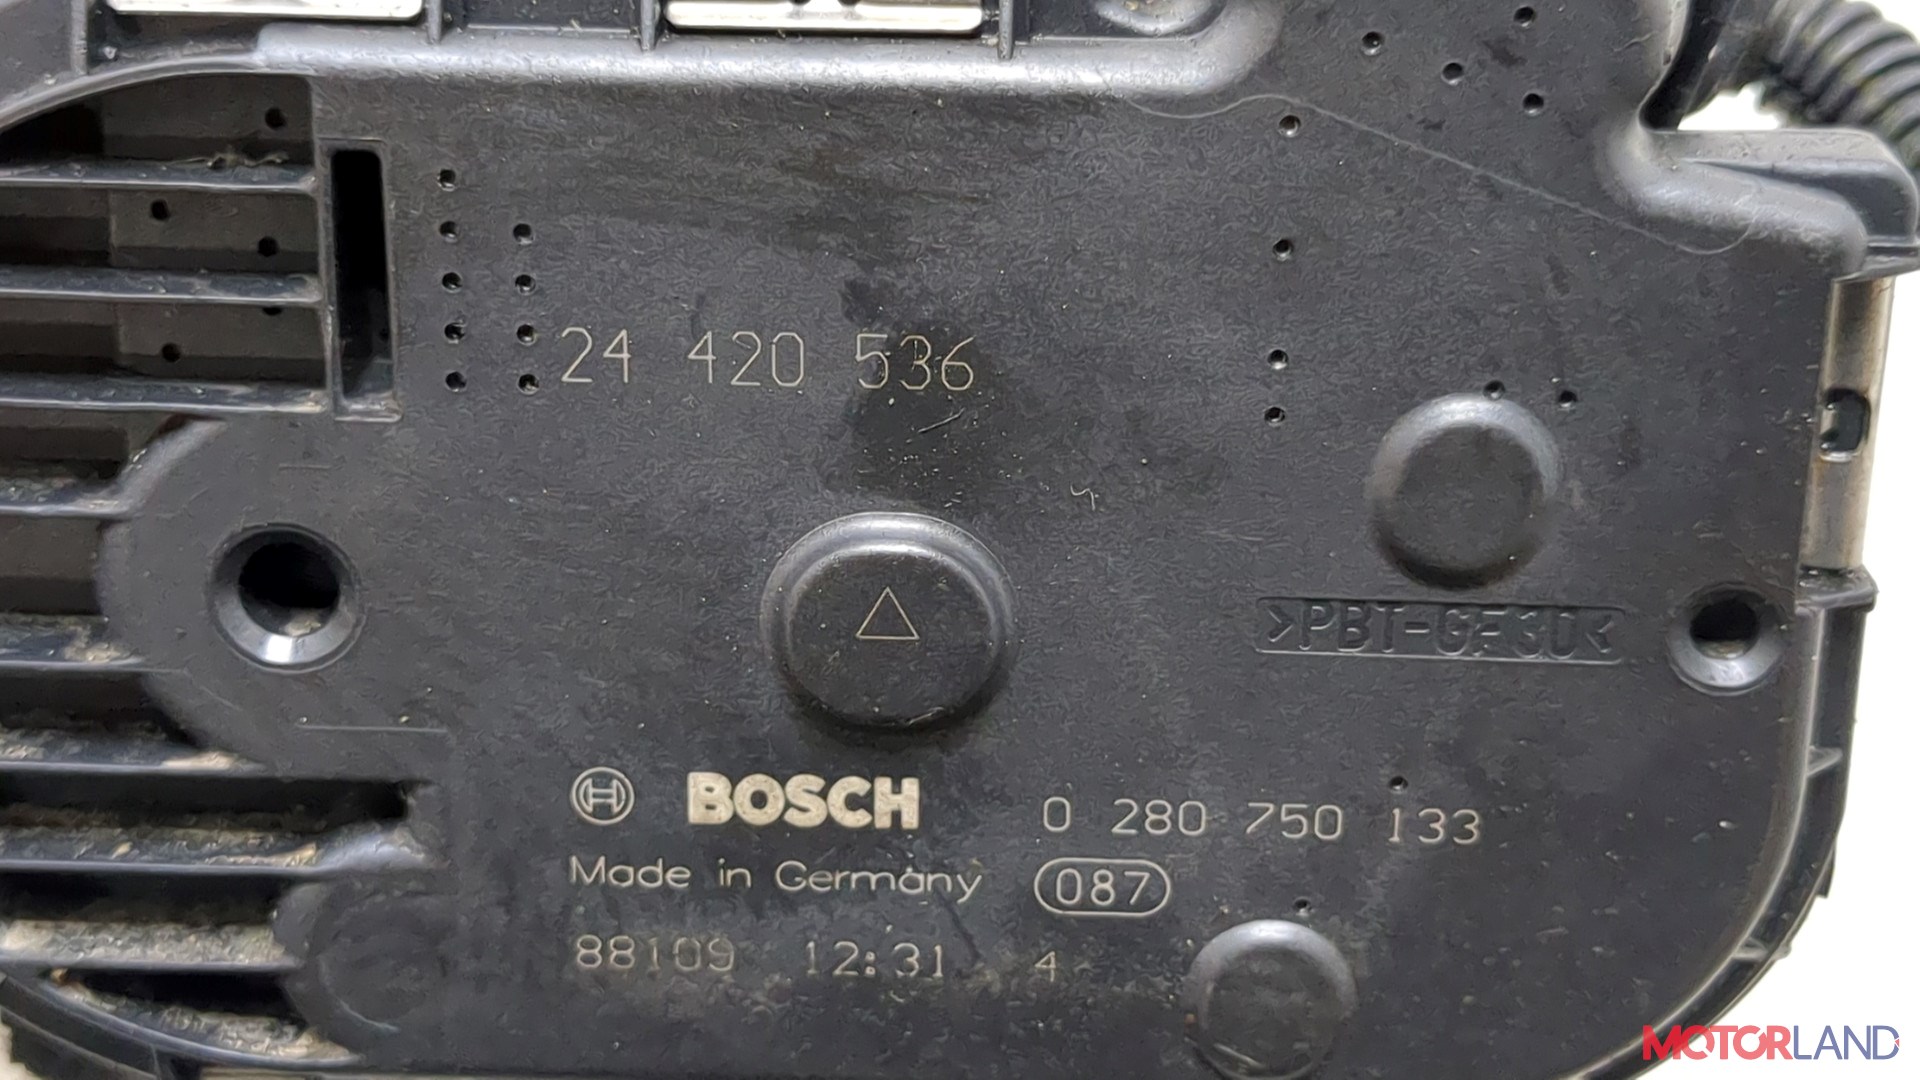 24 420 536
>PBT-GF30<
BOSCH 0 280 750 133
Made in Germany 087
88109 12:31 4
MOTORLAND